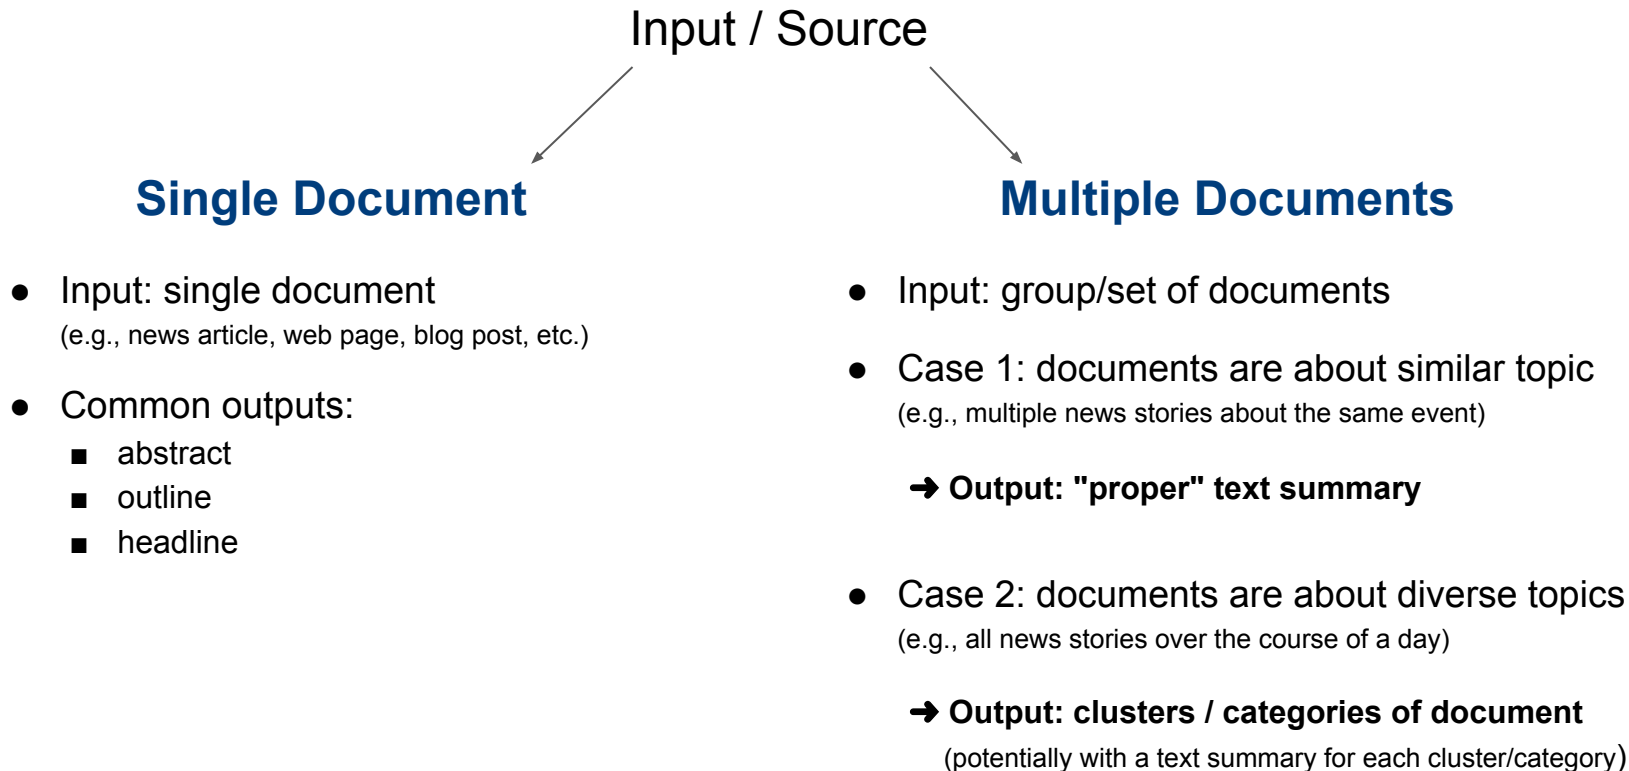 Input / Source
Single Document
● Input: single document
(e.g., news article, web page, blog post, etc.)
● Common outputs:
■ abstract
■ outline
■ headline
Multiple Documents
● Input: group/set of documents
● Case 1: documents are about similar topic
(e.g., multiple news stories about the same event)
➜ Output: "proper" text summary
● Case 2: documents are about diverse topics
(e.g., all news stories over the course of a day)
➜ Output: clusters / categories of document
(potentially with a text summary for each cluster/category)